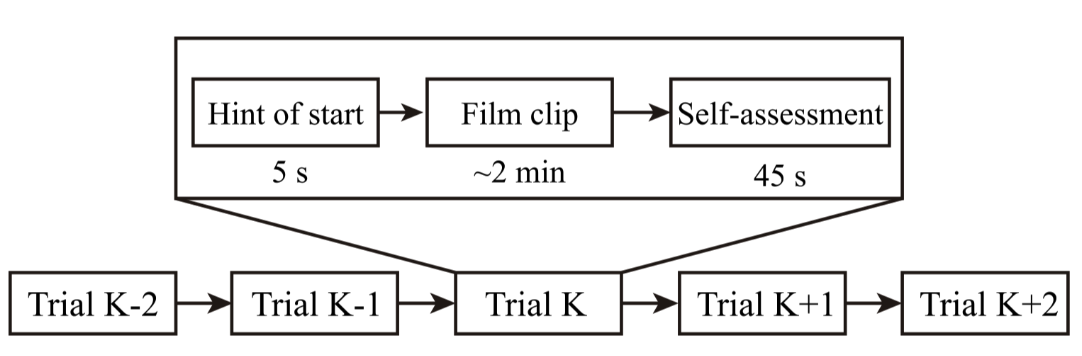 Hint of start
Film clip
Self-assessment
5 s
~2 min
45 s
Trial K-2
Trial K-1
Trial K
Trial K+1
Trial K+2